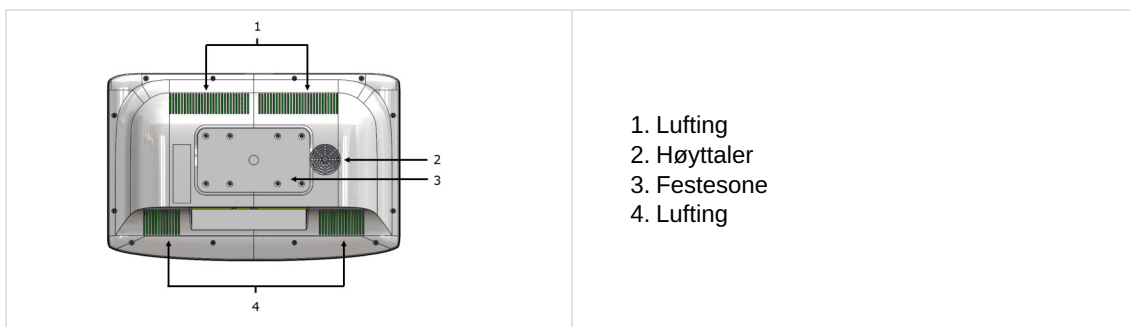 1
2
3
4
1. Lufting
2. Høyttaler
3. Festesone
4. Lufting